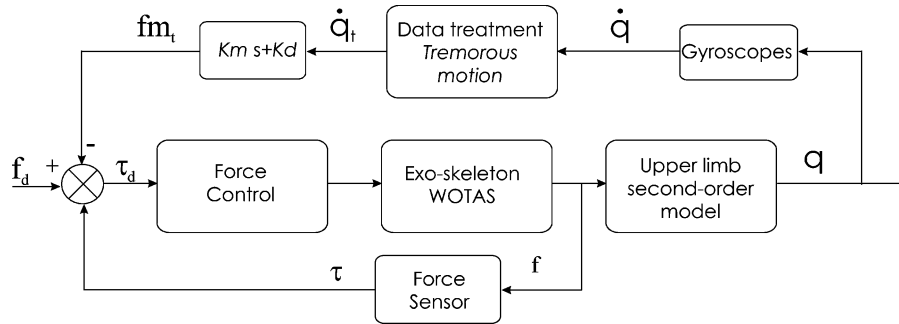 fm_t
Km s+Kd
q̇_t
Data treatment
Tremorous
motion
q̇
Gyroscopes
-
f_d
+
τ_d
Force
Control
Exo-skeleton
WOTAS
Upper limb
second-order
model
q
τ
Force
Sensor
f